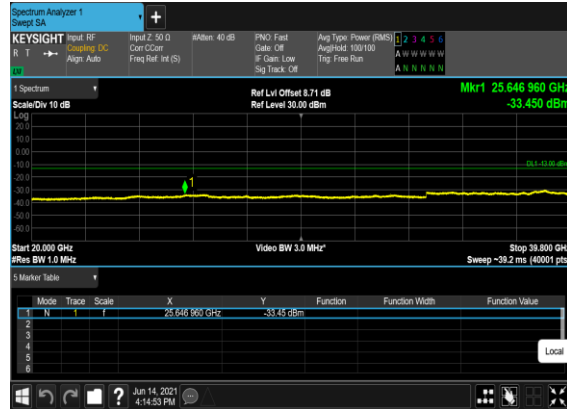 Spectrum Analyzer 1
Swept SA
+
KEYSIGHT Input: RF Input Z: 50 Ω #Atten: 40 dB PNO: Fast Avg Type: Power (RMS) 1 2 3 4 5 6
R T Coupling: DC Corr CCorr Gate: Off Avg|Hold: 100/100 A W W W W W
Align: Auto Freq Ref: Int (S) IF Gain: Low Trig: Free Run
Sig Track: Off A N N N N N
1 Spectrum Ref Lvl Offset 8.71 dB Mkr1 25.646 960 GHz
Scale/Div 10 dB Ref Level 30.00 dBm -33.450 dBm
Log
20.0
10.0
0.00
-10.0 DL1 -13.00 dBm
-20.0
1
-30.0
-40.0
-50.0
-60.0
Start 20.000 GHz Video BW 3.0 MHz* Stop 39.800 GHz
#Res BW 1.0 MHz Sweep ~39.2 ms (40001 pts)
5 Marker Table
Mode Trace Scale X Y Function Function Width Function Value
1 N 1 f 25.646 960 GHz -33.45 dBm
2
3
4
5
6
Local
? Jun 14, 2021
4:14:53 PM